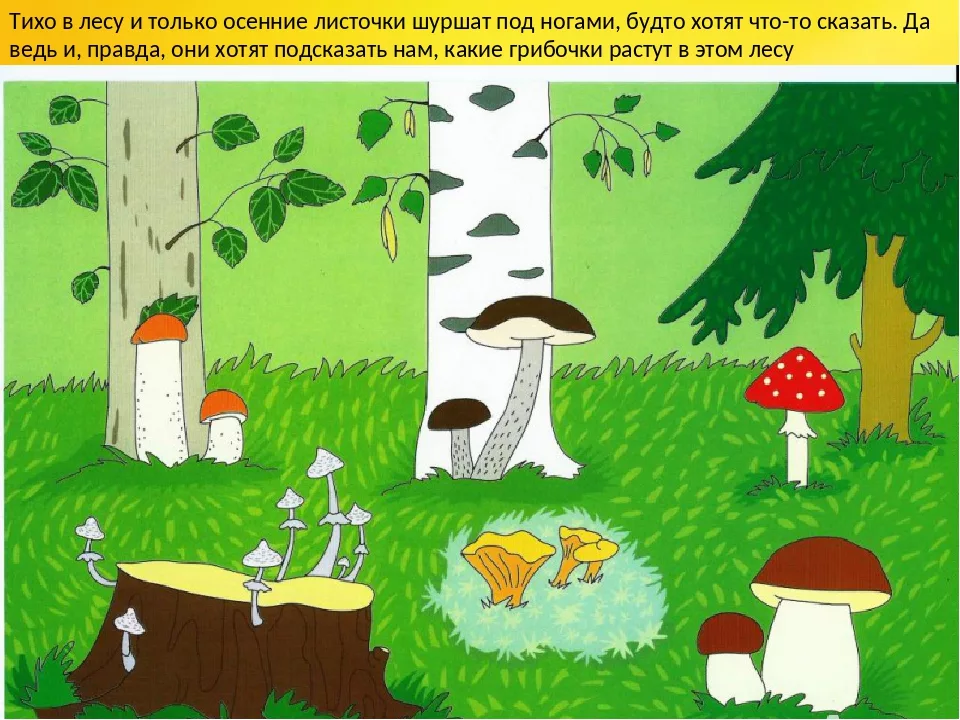 Тихо в лесу и только осенние листочки шуршат под ногами, будто хотят что-то сказать. Да
ведь и, правда, они хотят подсказать нам, какие грибочки растут в этом лесу